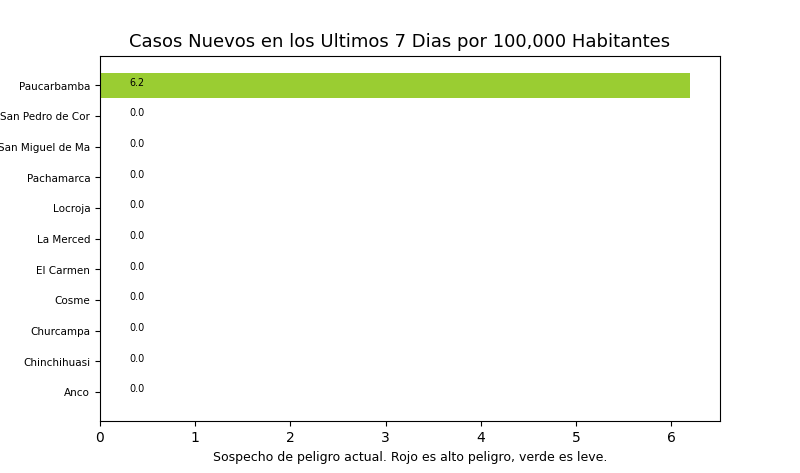 Casos Nuevos en los Ultimos 7 Dias por 100,000 Habitantes
Paucarbamba 6.2
San Pedro de Cor 0.0
San Miguel de Ma 0.0
Pachamarca 0.0
Locroja 0.0
La Merced 0.0
El Carmen 0.0
Cosme 0.0
Churcampa 0.0
Chinchihuasi 0.0
Anco 0.0
0 1 2 3 4 5 6
Sospecho de peligro actual. Rojo es alto peligro, verde es leve.